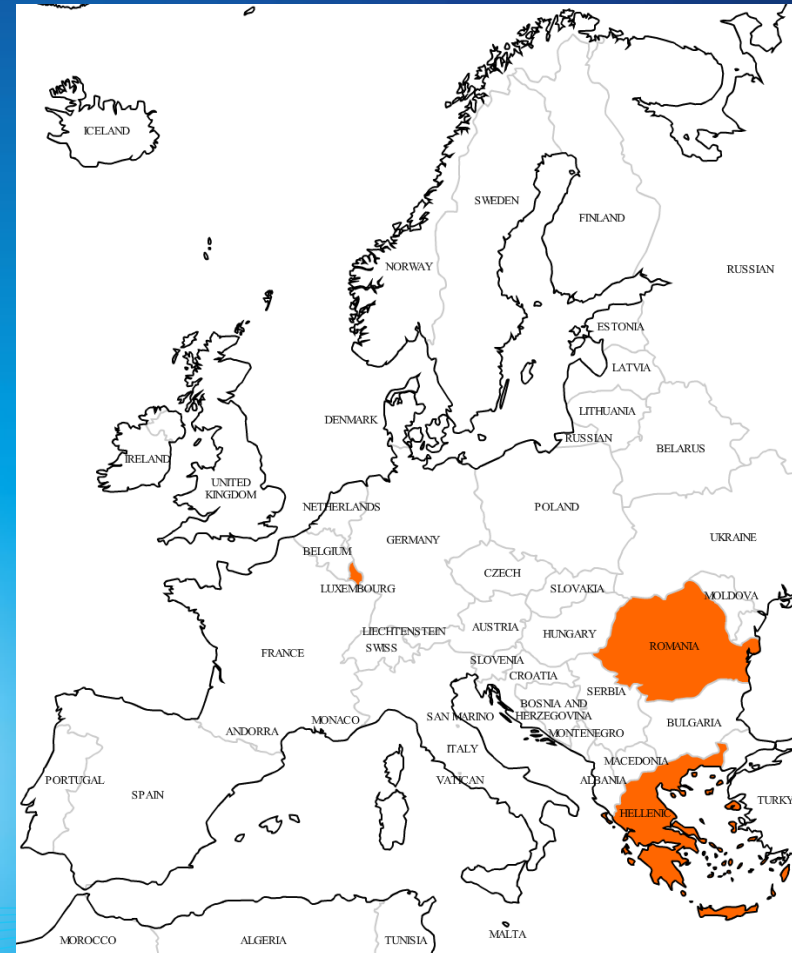 ICELAND
SWEDEN
FINLAND
NORWAY
RUSSIAN
ESTONIA
LATVIA
LITHUANIA
DENMARK
RUSSIAN
BELARUS
IRELAND
UNITED
KINGDOM
NETHERLANDS
POLAND
UKRAINE
GERMANY
BELGIUM
CZECH
SLOVAKIA
LUXEMBOURG
MOLDOVA
AUSTRIA
LIECHTENSTEIN
HUNGARY
SWISS
ROMANIA
FRANCE
SLOVENIA
CROATIA
SERBIA
BOSNIA AND
HERZEGOVINA
SAN MARINO
MONACO
BULGARIA
ANDORRA
MONTENEGRO
ITALY
MACEDONIA
PORTUGAL
VATICAN
ALBANIA
SPAIN
TURKY
HELLENIC
MALTA
MOROCCO
ALGERIA
TUNISIA